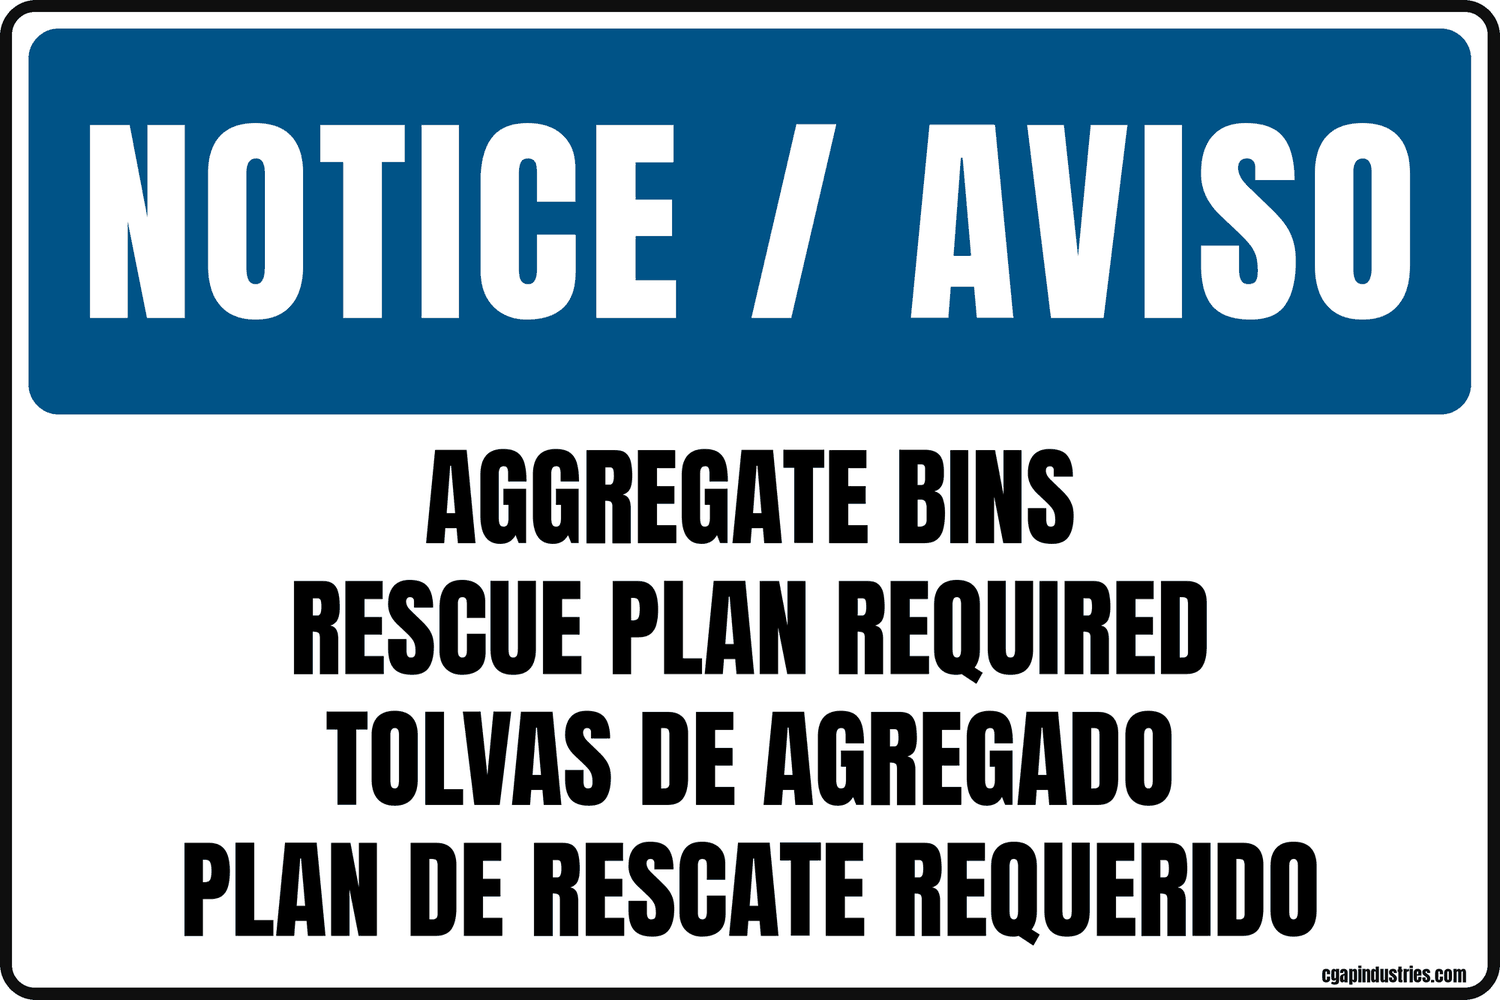 NOTICE / AVISO
AGGREGATE BINS
RESCUE PLAN REQUIRED
TOLVAS DE AGREGADO
PLAN DE RESCATE REQUERIDO
cgapindustries.com